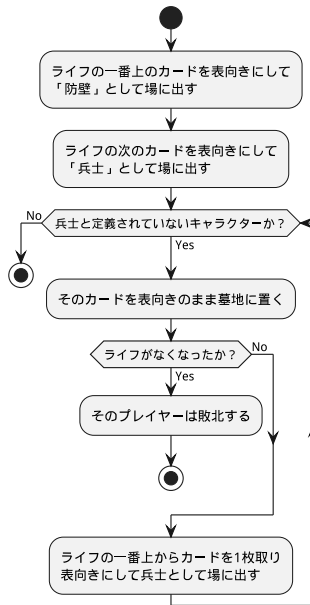 ライフの一番上のカードを表向きにして
「防壁」として場に出す
ライフの次のカードを表向きにして
「兵士」として場に出す
No
兵士と定義されていないキャラクターか？
Yes
そのカードを表向きのまま墓地に置く
ライフがなくなったか？
No
Yes
そのプレイヤーは敗北する
ライフの一番上からカードを1枚取り
表向きにして兵士として場に出す